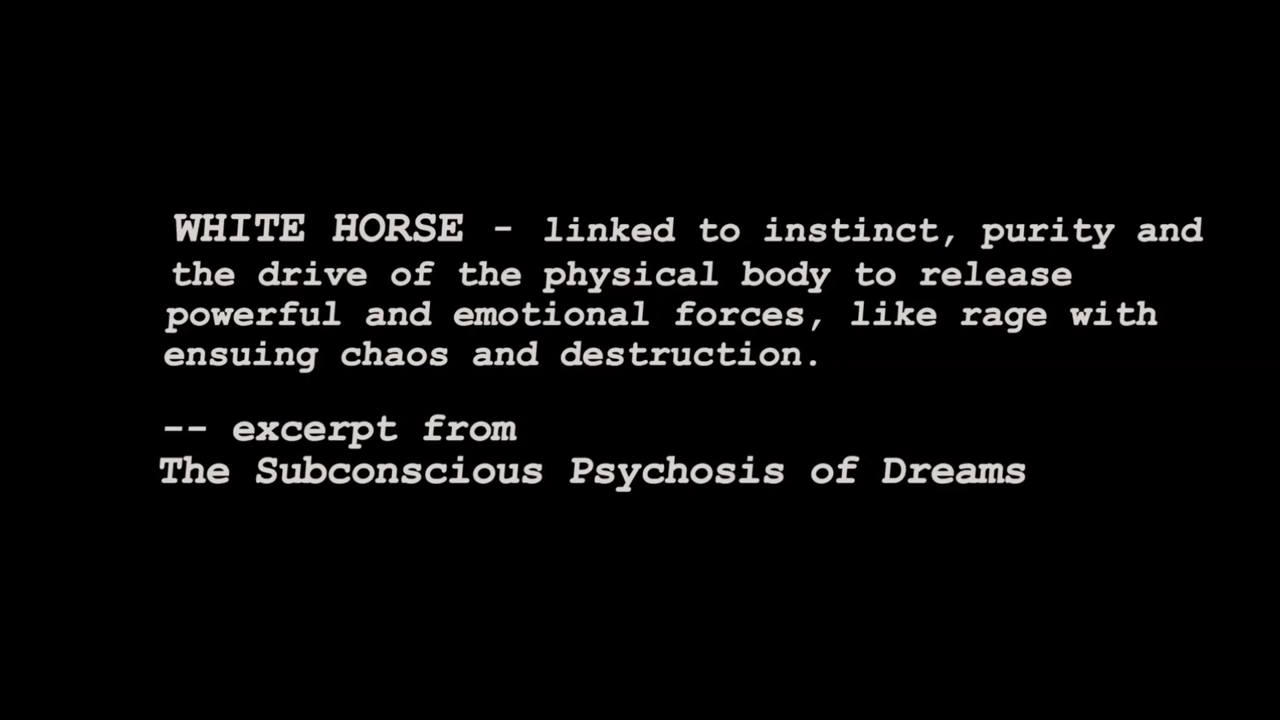 WHITE HORSE - linked to instinct, purity and
the drive of the physical body to release
powerful and emotional forces, like rage with
ensuing chaos and destruction.
-- excerpt from
The Subconscious Psychosis of Dreams